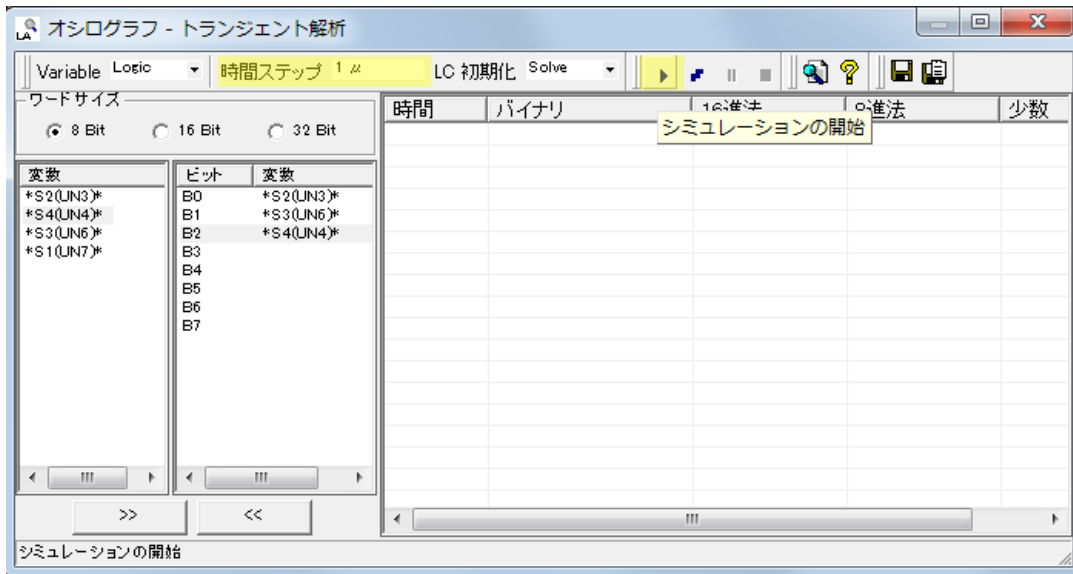 オシログラフ - トランジェント解析
Variable Logic 時間ステップ 1 μ LC 初期化 Solve
ワードサイズ
8 Bit 16 Bit 32 Bit
時間 バイナリ 16進法 8進法 少数
シミュレーションの開始
変数 ビット 変数
*S2(UN3)* B0 *S2(UN3)*
*S4(UN4)* B1 *S3(UN6)*
*S3(UN6)* B2 *S4(UN4)*
*S1(UN7)* B3
B4
B5
B6
B7
>> <<
シミュレーションの開始